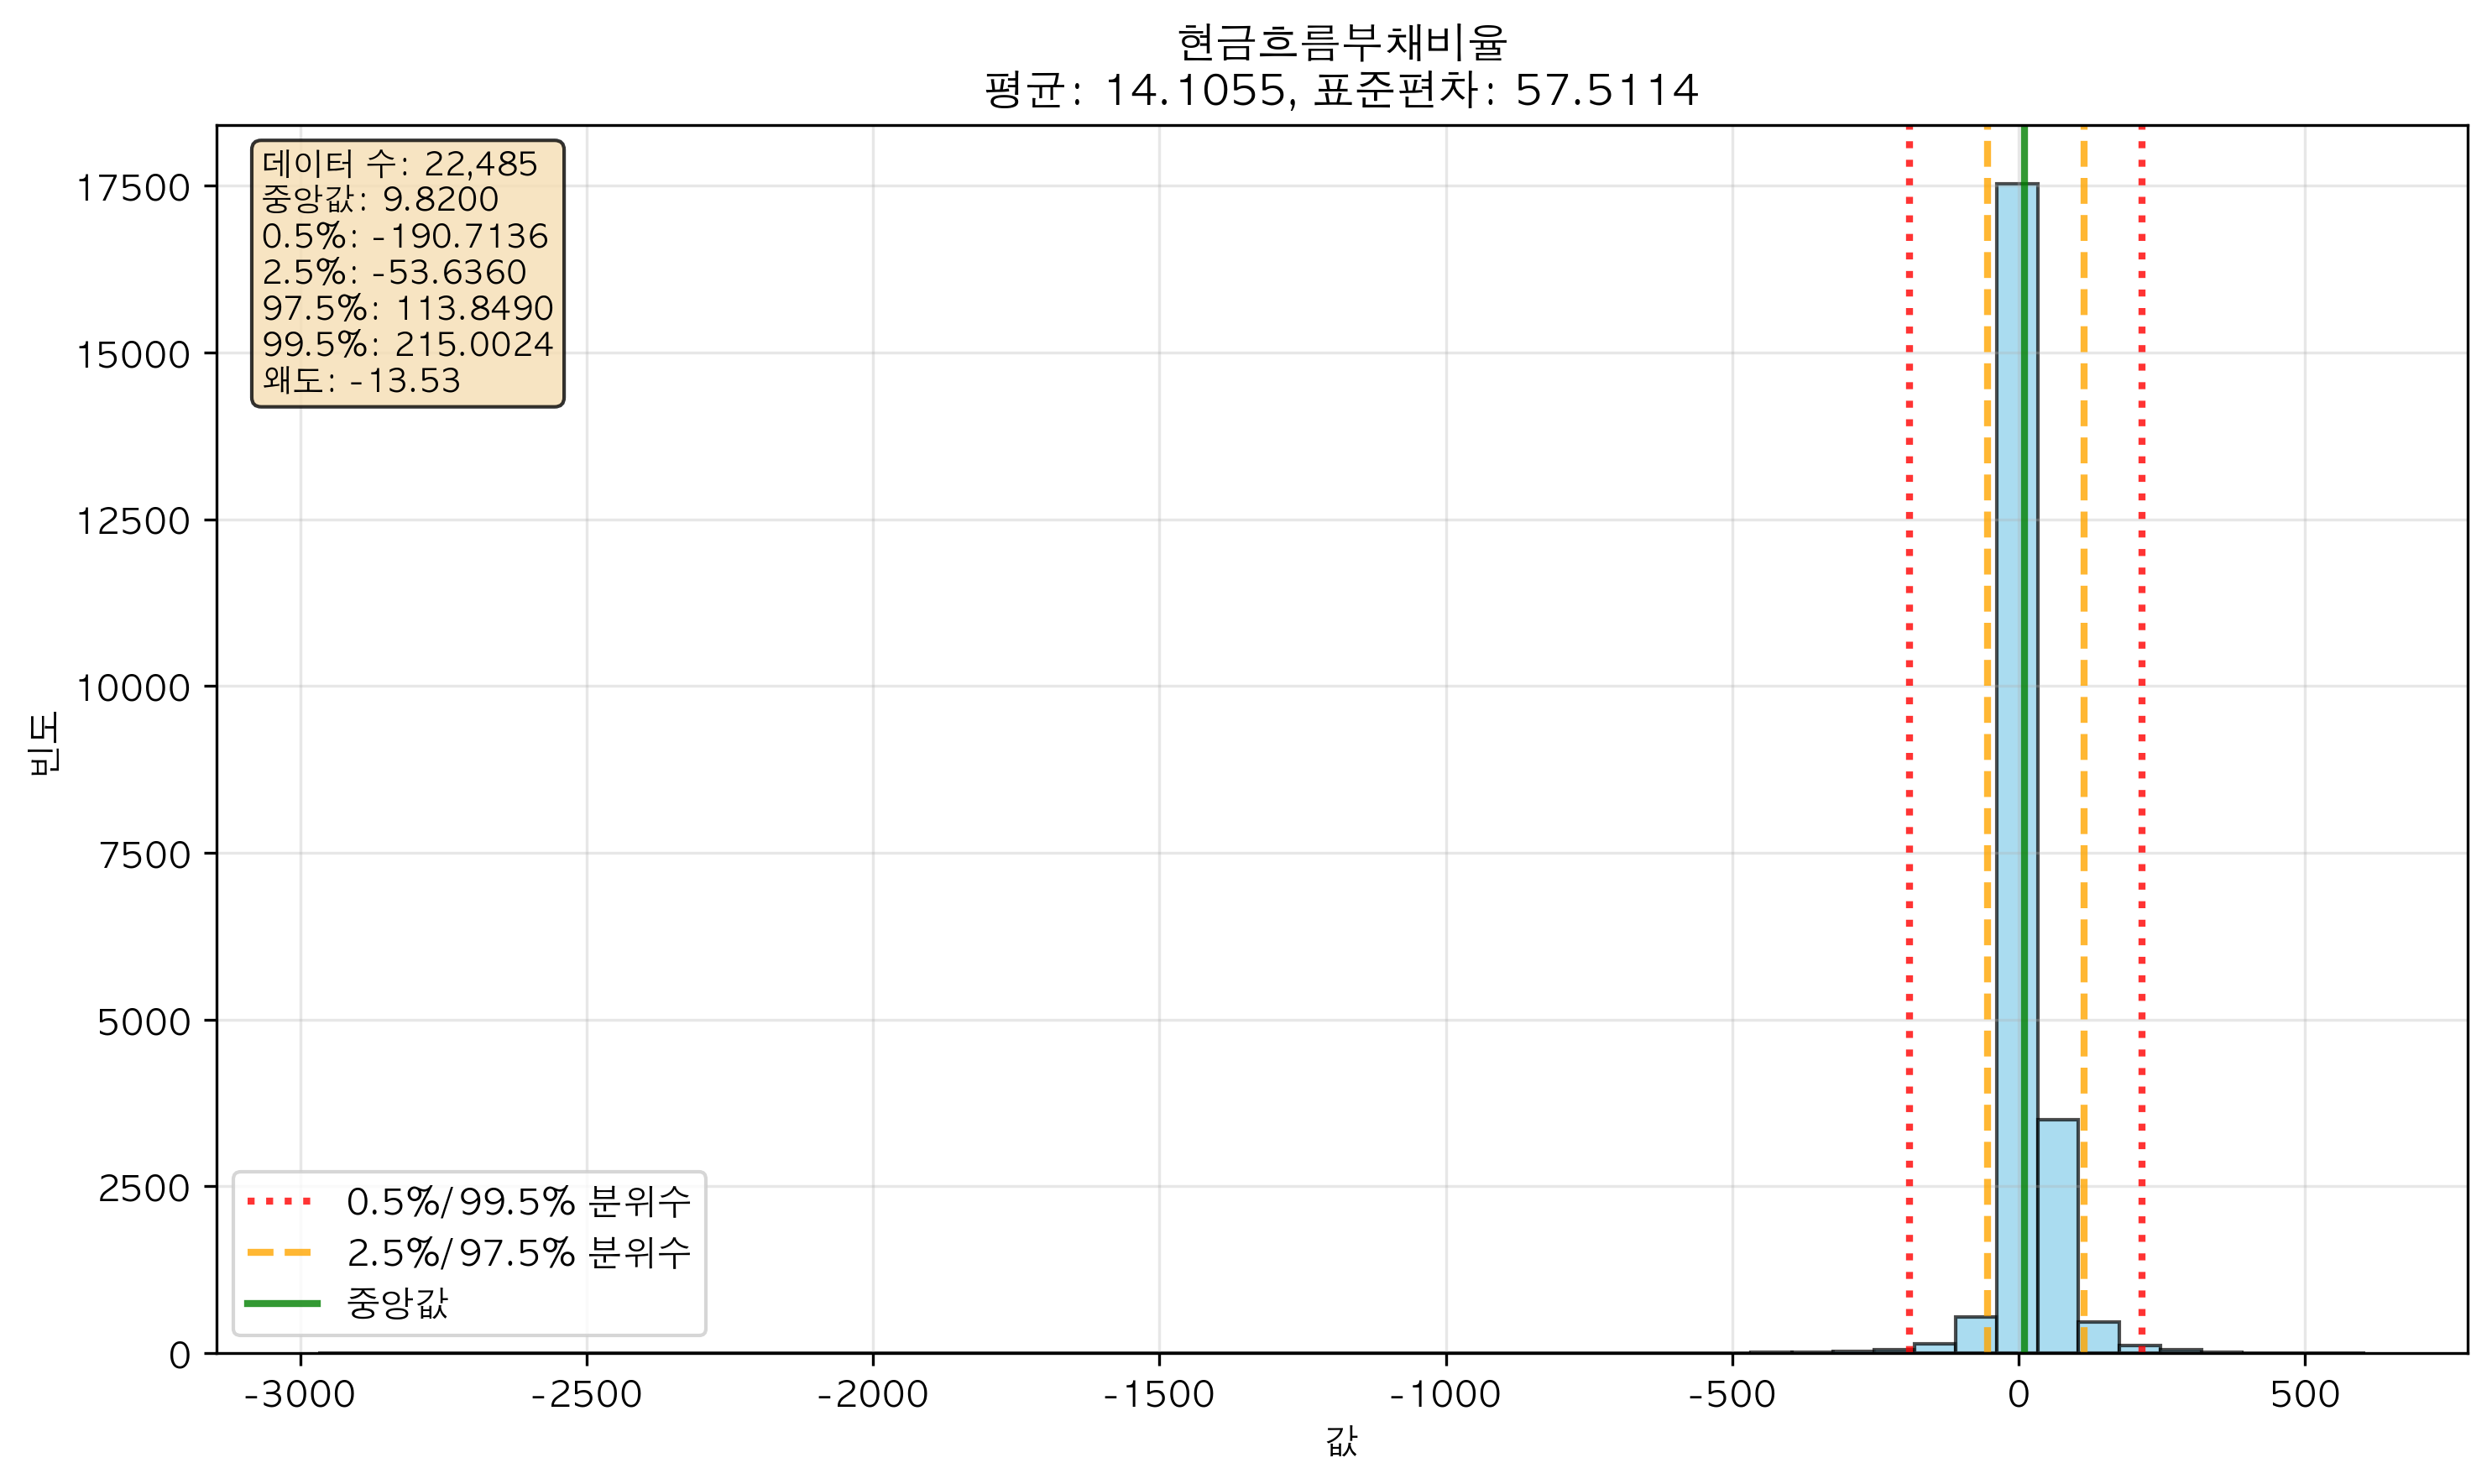 현금흐름부채비율
평균: 14.1055, 표준편차: 57.5114
데이터 수: 22,485
중앙값: 9.8200
0.5%: -190.7136
2.5%: -53.6360
97.5%: 113.8490
99.5%: 215.0024
왜도: -13.53
17500
15000
12500
10000
7500
5000
2500
0
빈도
0.5%/99.5% 분위수
2.5%/97.5% 분위수
중앙값
-3000 -2500 -2000 -1500 -1000 -500 0 500
값